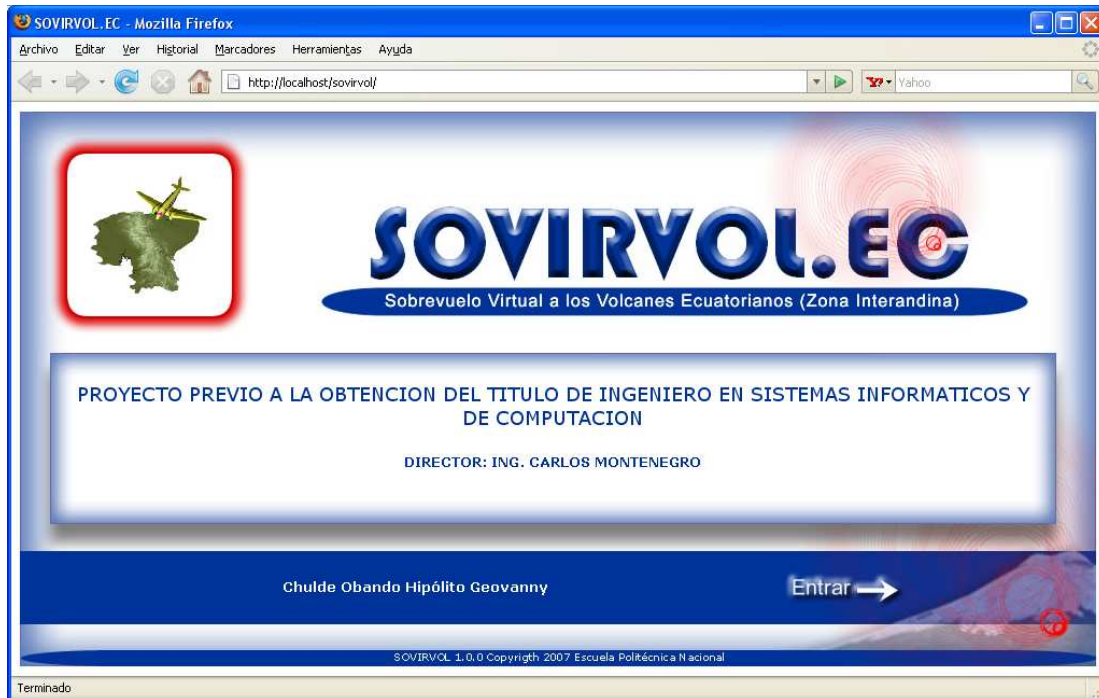 SOVIRVOL.EC - Mozilla Firefox
Archivo Editar Ver Historial Marcadores Herramientas Ayuda
http://localhost/sovirvol/
Yahoo
SOVIRVOL.EC
Sobrevuelo Virtual a los Volcanes Ecuatorianos (Zona Interandina)
PROYECTO PREVIO A LA OBTENCION DEL TITULO DE INGENIERO EN SISTEMAS INFORMATICOS Y
DE COMPUTACION
DIRECTOR: ING. CARLOS MONTENEGRO
Chulde Obando Hipólito Geovanny
Entrar
SOVIRVOL 1.0.0 Copyrigth 2007 Escuela Politécnica Nacional
Terminado